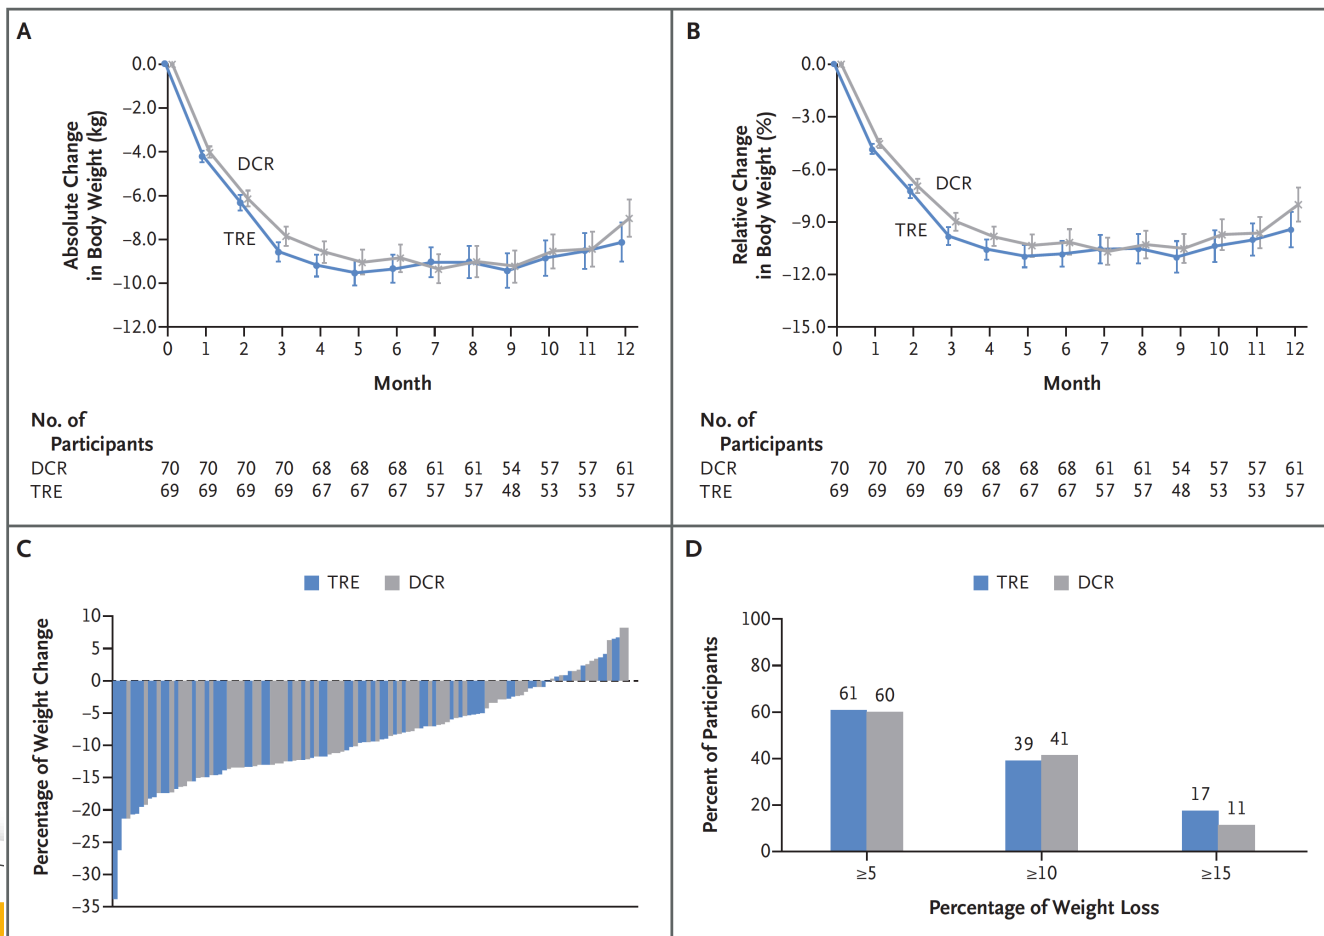 A
0.0
−2.0
−4.0
−6.0
−8.0
−10.0
−12.0
Absolute Change
in Body Weight (kg)
DCR
TRE
0 1 2 3 4 5 6 7 8 9 10 11 12
Month
No. of
Participants
DCR 70 70 70 70 68 68 68 61 61 54 57 57 61
TRE 69 69 69 69 67 67 67 57 57 48 53 53 57
B
0.0
−3.0
−6.0
−9.0
−12.0
−15.0
Relative Change
in Body Weight (%)
DCR
TRE
0 1 2 3 4 5 6 7 8 9 10 11 12
Month
No. of
Participants
DCR 70 70 70 70 68 68 68 61 61 54 57 57 61
TRE 69 69 69 69 67 67 67 57 57 48 53 53 57
C
TRE DCR
10
5
0
−5
−10
−15
−20
−25
−30
−35
Percentage of Weight Change
D
TRE DCR
100
80
60
40
20
0
Percent of Participants
61 60
39 41
17 11
≥5 ≥10 ≥15
Percentage of Weight Loss